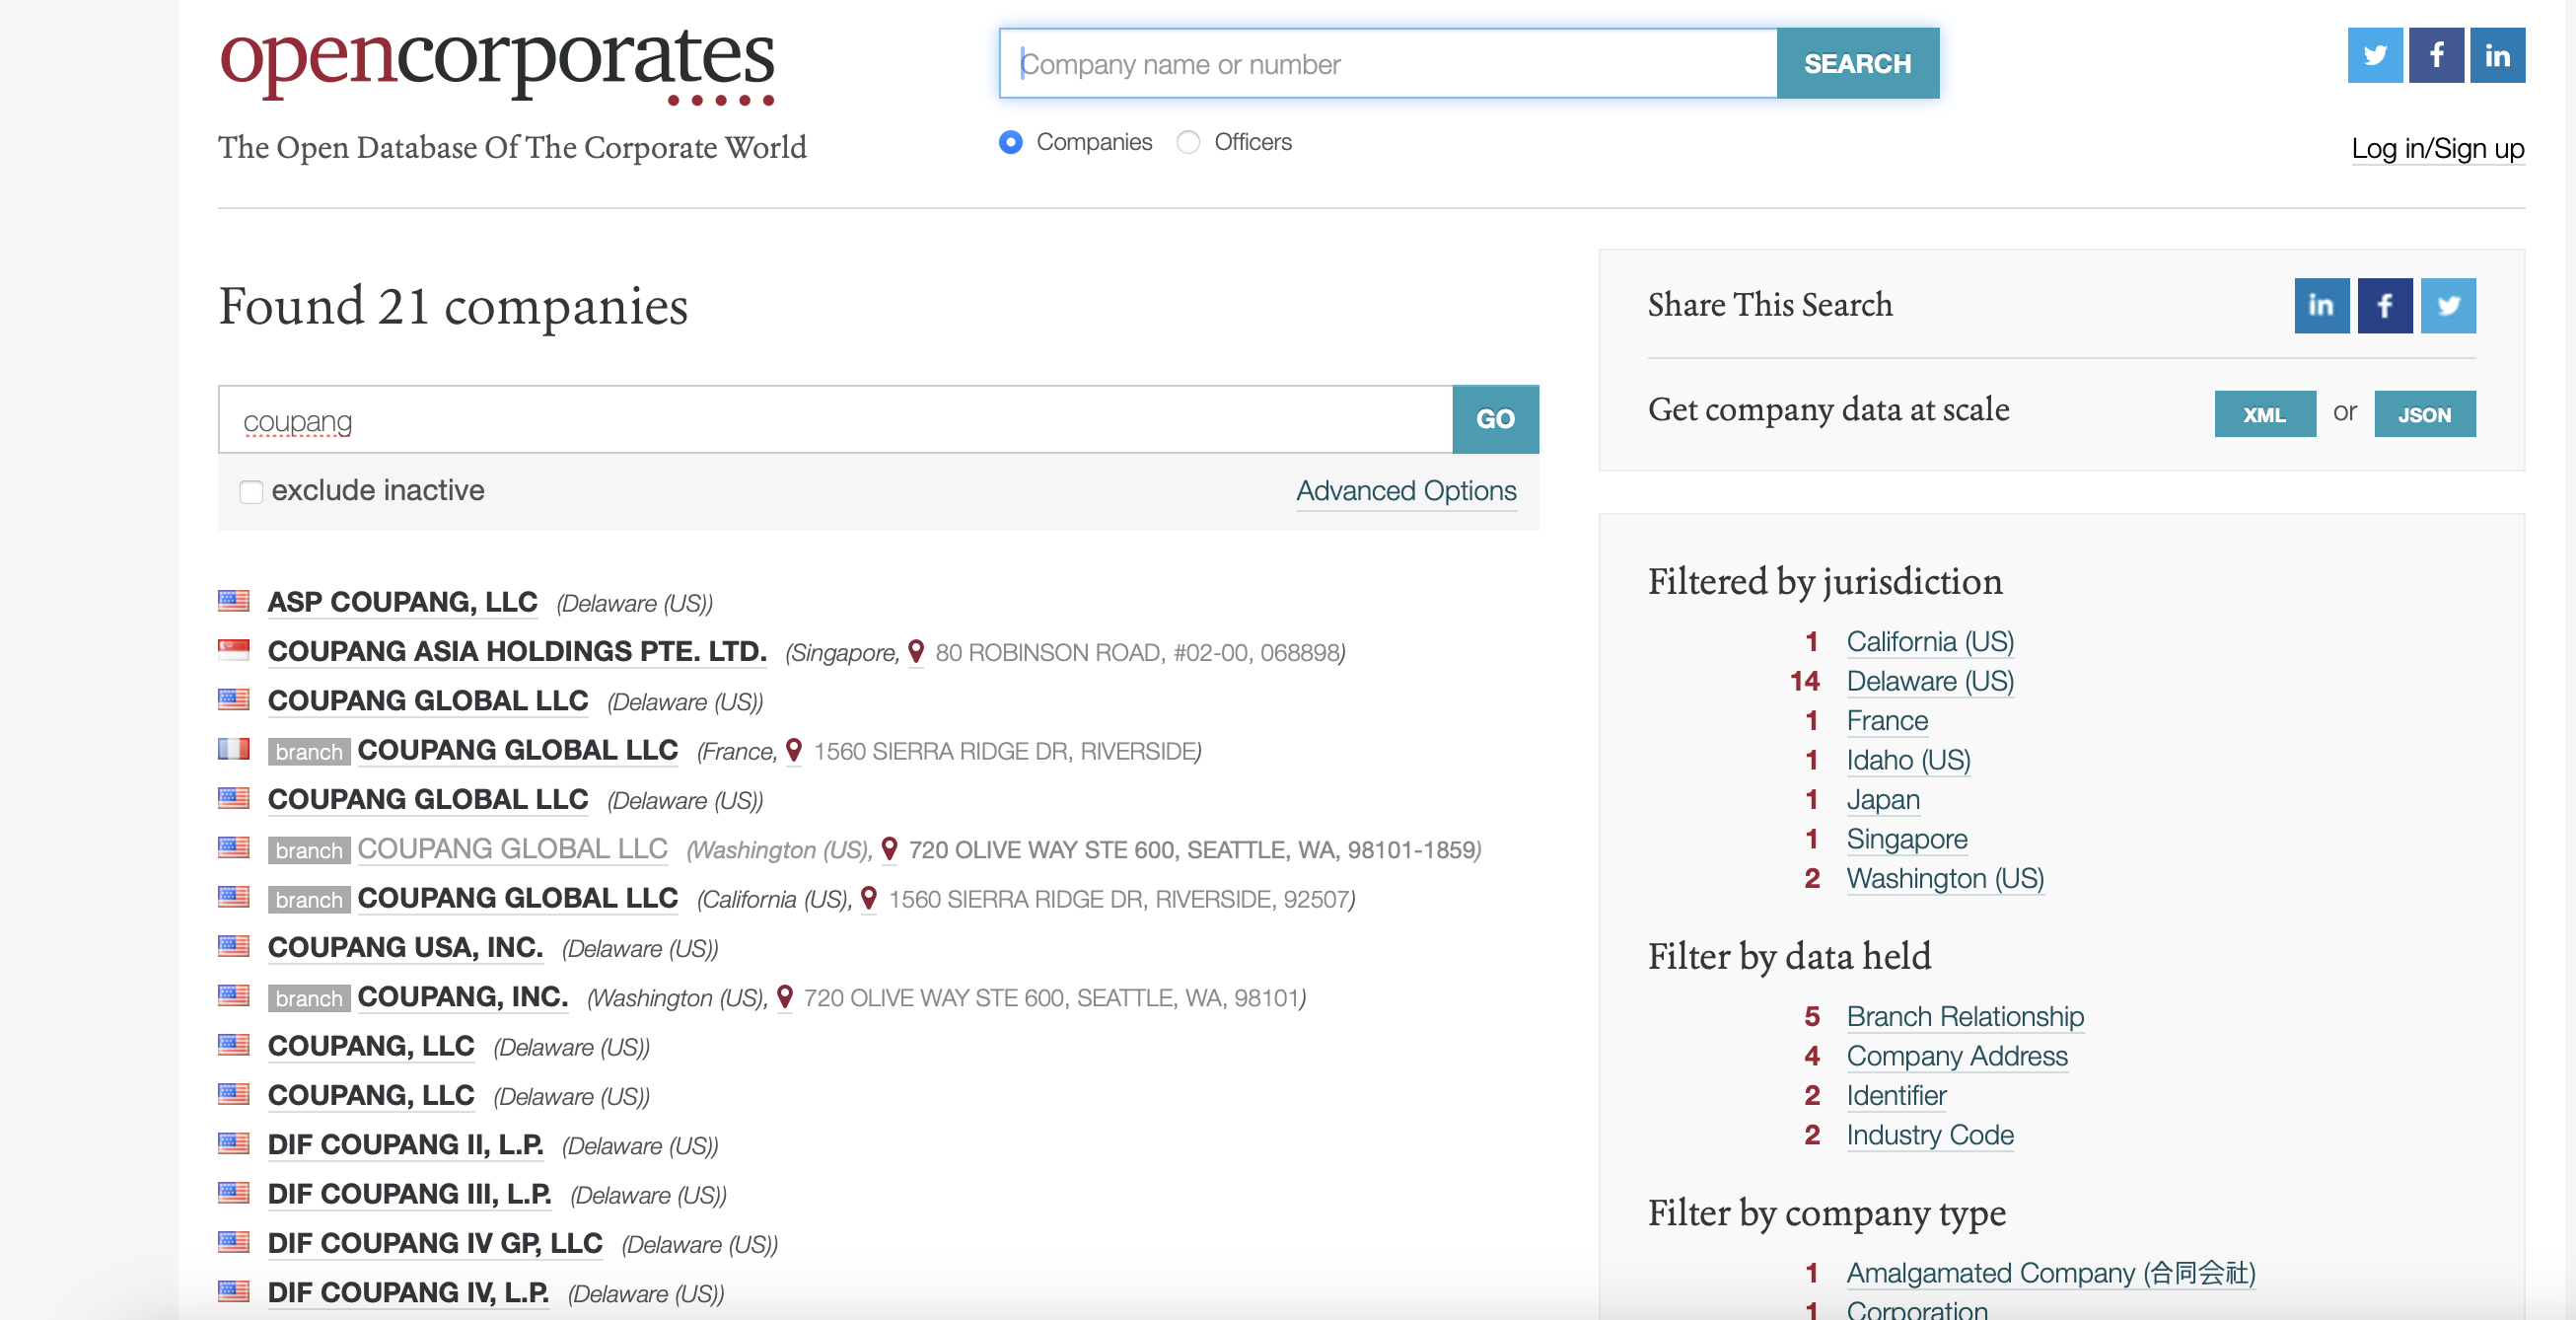 opencorporates
The Open Database Of The Corporate World
Company name or number
SEARCH
Companies
Officers
Log in/Sign up
Found 21 companies
coupang
GO
exclude inactive
Advanced Options
ASP COUPANG, LLC (Delaware (US))
COUPANG ASIA HOLDINGS PTE. LTD. (Singapore, 80 ROBINSON ROAD, #02-00, 068898)
COUPANG GLOBAL LLC (Delaware (US))
branch COUPANG GLOBAL LLC (France, 1560 SIERRA RIDGE DR, RIVERSIDE)
COUPANG GLOBAL LLC (Delaware (US))
branch COUPANG GLOBAL LLC (Washington (US), 720 OLIVE WAY STE 600, SEATTLE, WA, 98101-1859)
branch COUPANG GLOBAL LLC (California (US), 1560 SIERRA RIDGE DR, RIVERSIDE, 92507)
COUPANG USA, INC. (Delaware (US))
branch COUPANG, INC. (Washington (US), 720 OLIVE WAY STE 600, SEATTLE, WA, 98101)
COUPANG, LLC (Delaware (US))
COUPANG, LLC (Delaware (US))
DIF COUPANG II, L.P. (Delaware (US))
DIF COUPANG III, L.P. (Delaware (US))
DIF COUPANG IV GP, LLC (Delaware (US))
DIF COUPANG IV, L.P. (Delaware (US))
Share This Search
Get company data at scale
XML or JSON
Filtered by jurisdiction
1 California (US)
14 Delaware (US)
1 France
1 Idaho (US)
1 Japan
1 Singapore
2 Washington (US)
Filter by data held
5 Branch Relationship
4 Company Address
2 Identifier
2 Industry Code
Filter by company type
1 Amalgamated Company (合同会社)
1 Corporation